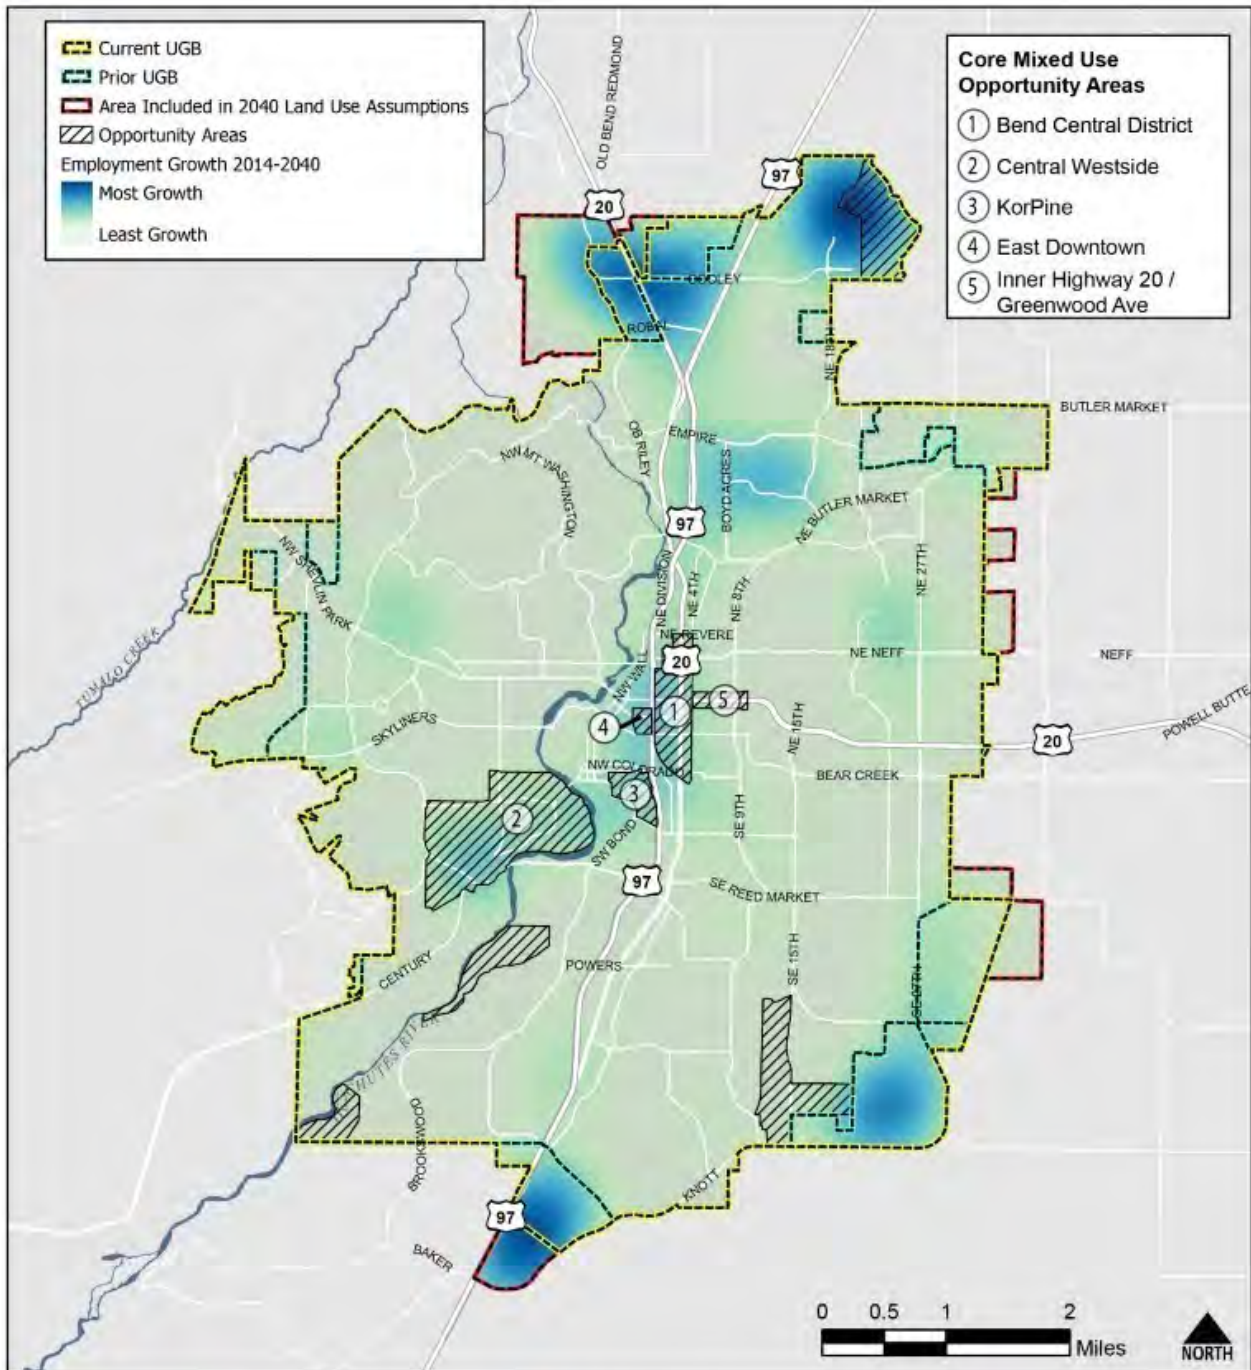 Current UGB
Prior UGB
Area Included in 2040 Land Use Assumptions
Opportunity Areas
Employment Growth 2014-2040
Most Growth
Least Growth
Core Mixed Use
Opportunity Areas
1 Bend Central District
2 Central Westside
3 KorPine
4 East Downtown
5 Inner Highway 20 /
Greenwood Ave
OLD BEND REDMOND
97
20
COOLEY
ROBAL
NE 18TH
BUTLER MARKET
EMPIRE
OB RILEY
NW MT WASHINGTON
BOYD ACRES
NE BUTLER MARKET
97
NE DIVISION
NE 4TH
NE 8TH
NE 27TH
NW SHEVLIN PARK
TUMALO CREEK
NE REVERE
NE NEFF
NEFF
20
NW WALL
POWELL BUTTE
SKYLINERS
4
1
5
NE 15TH
20
NW COLORADO
BEAR CREEK
2
3
SE 9TH
SW BOND
97
SE REED MARKET
CENTURY
POWERS
SE 15TH
SE 27TH
HUTES RIVER
BROOKSWOOD
KNOTT
97
BAKER
0 0.5 1 2
Miles
NORTH